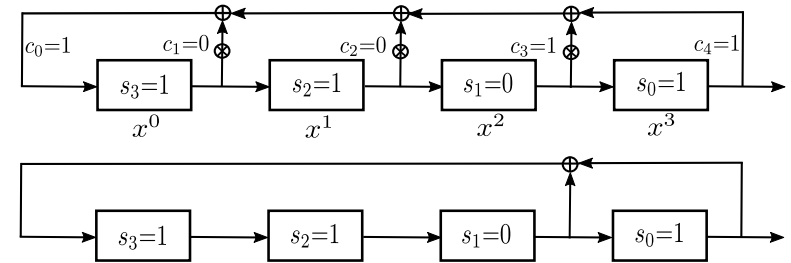 c₀=1 c₁=0 c₂=0 c₃=1 c₄=1
s₃=1 s₂=1 s₁=0 s₀=1
x⁰ x¹ x² x³
s₃=1 s₂=1 s₁=0 s₀=1